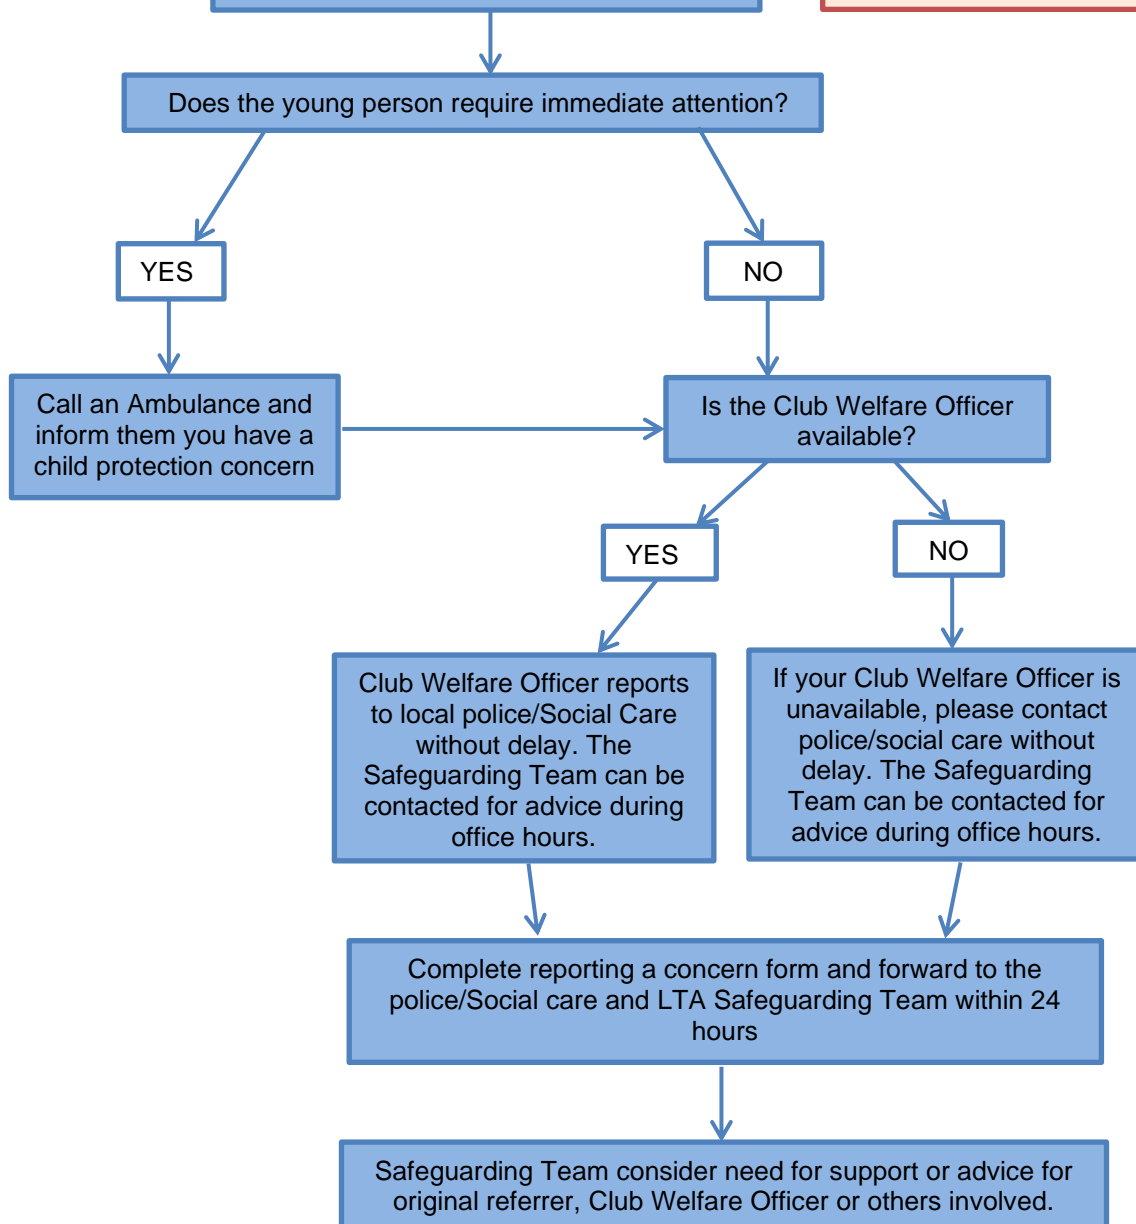 Does the young person require immediate attention?
YES
NO
Call an Ambulance and
inform them you have a
child protection concern
Is the Club Welfare Officer
available?
YES
NO
Club Welfare Officer reports
to local police/Social Care
without delay. The
Safeguarding Team can be
contacted for advice during
office hours.
If your Club Welfare Officer is
unavailable, please contact
police/social care without
delay. The Safeguarding
Team can be contacted for
advice during office hours.
Complete reporting a concern form and forward to the
police/Social care and LTA Safeguarding Team within 24
hours
Safeguarding Team consider need for support or advice for
original referrer, Club Welfare Officer or others involved.